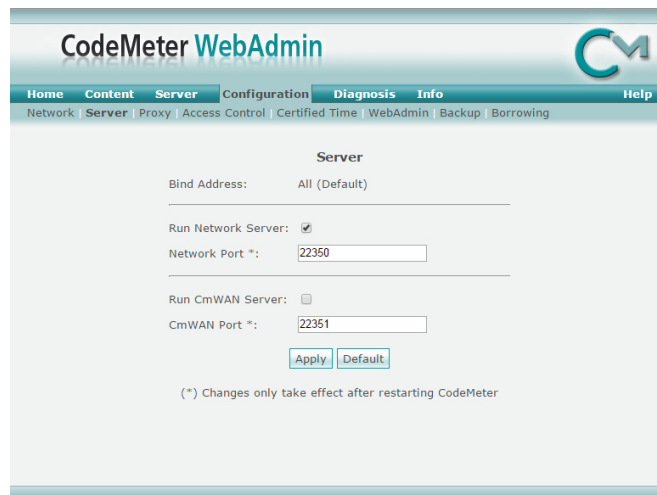 CodeMeter WebAdmin
CM
Home Content Server Configuration Diagnosis Info Help
Network | Server | Proxy | Access Control | Certified Time | WebAdmin | Backup | Borrowing
Server
Bind Address: All (Default)
Run Network Server:
Network Port *: 22350
Run CmWAN Server:
CmWAN Port *: 22351
Apply Default
(*) Changes only take effect after restarting CodeMeter